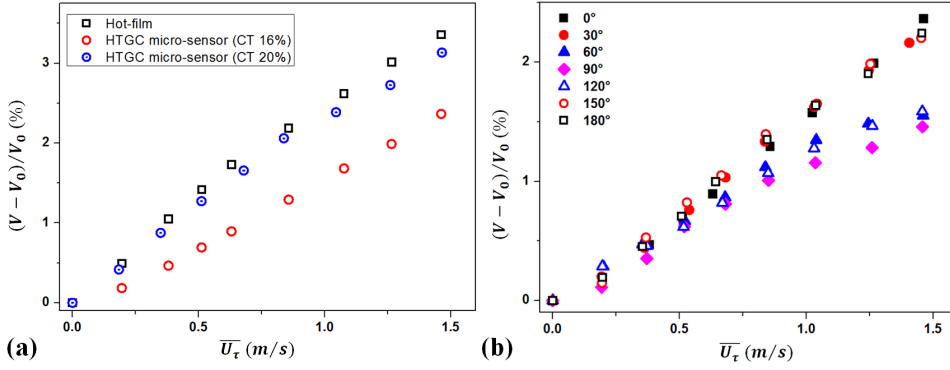 Hot-film
HTGC micro-sensor (CT 16%)
HTGC micro-sensor (CT 20%)
(V − V₀)/V₀ (%)
3
2
1
0
0.0
0.5
1.0
1.5
(a)
U̅τ̅ (m/s)
0°
30°
60°
90°
120°
150°
180°
(V − V₀)/V₀ (%)
2
1
0
0.0
0.5
1.0
1.5
(b)
U̅τ̅ (m/s)